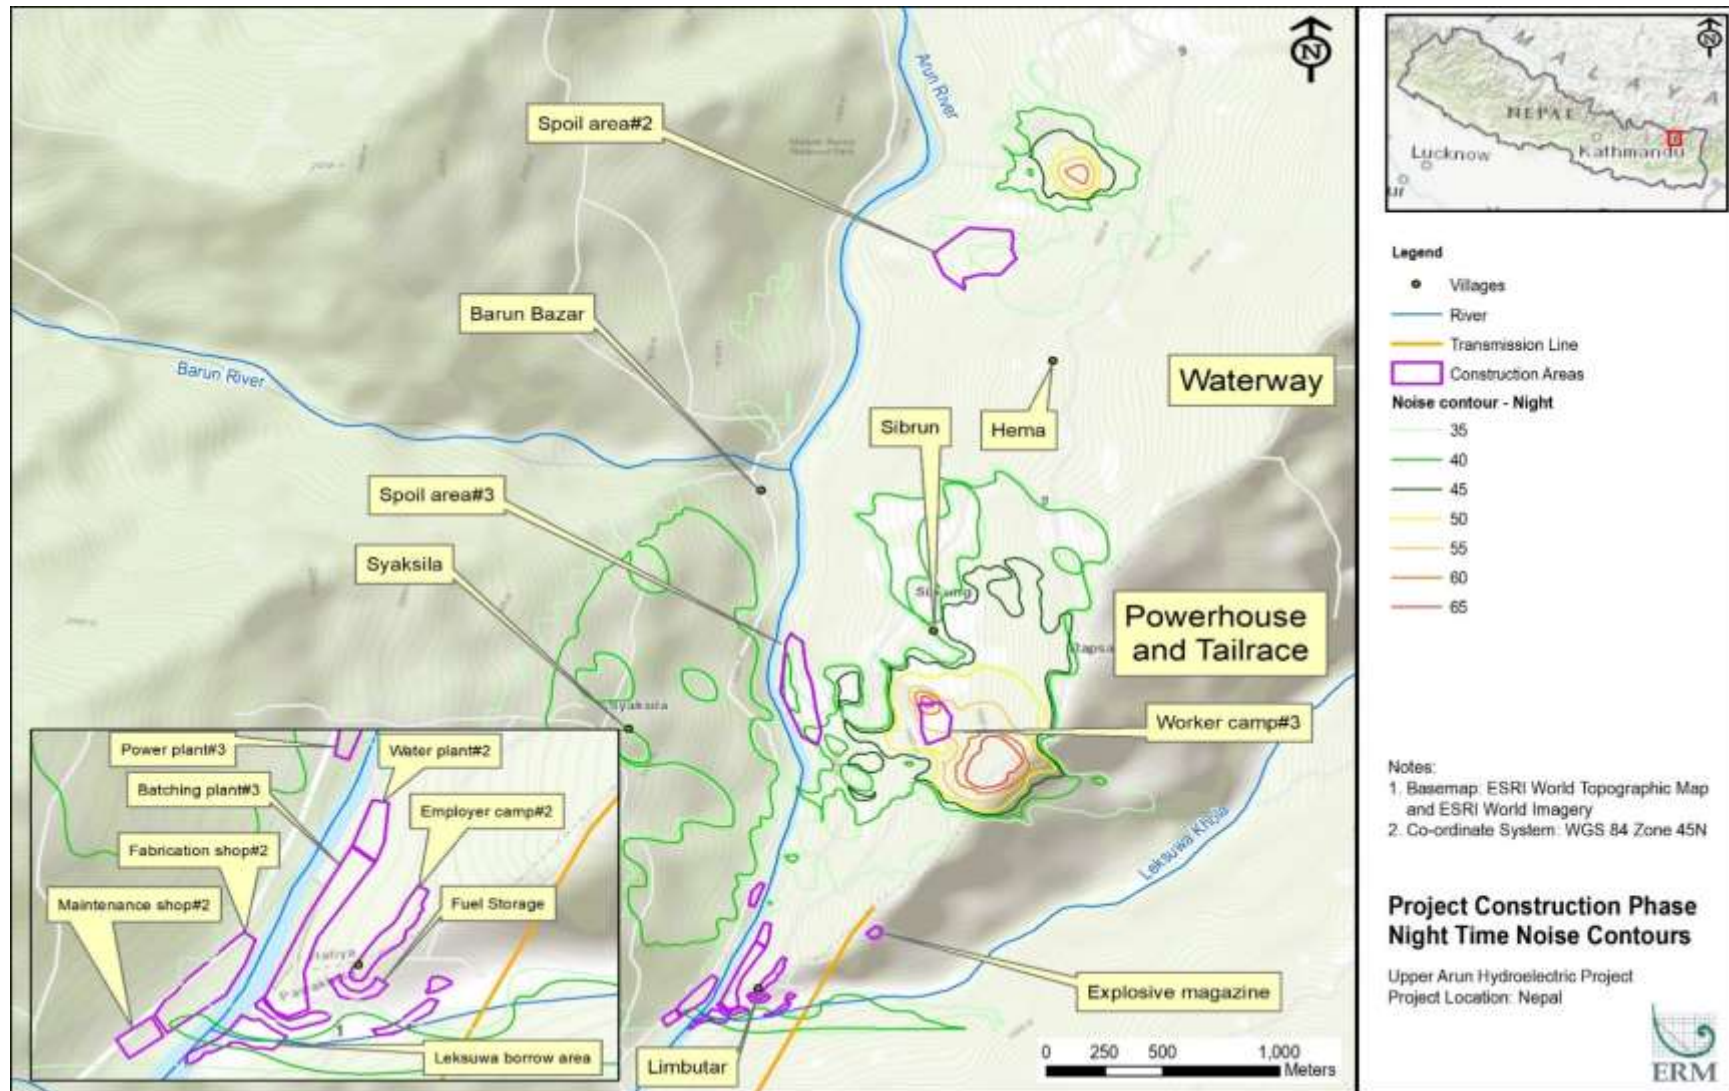 Arun River
Spoil area#2
Barun Bazar
Barun River
Waterway
Sibrun
Hema
Spoil area#3
Syaksila
Syaksila
Powerhouse
and Tailrace
Worker camp#3
Leksuwa Khola
Explosive magazine
Limbutar
Power plant#3
Water plant#2
Batching plant#3
Employer camp#2
Fabrication shop#2
Maintenance shop#2
Fuel Storage
Leksuwa borrow area
1
0 250 500 1,000
Meters
N
N
NEPAL
Lucknow
Kathmandu
Legend
Villages
River
Transmission Line
Construction Areas
Noise contour - Night
35
40
45
50
55
60
65
Notes:
1. Basemap: ESRI World Topographic Map
and ESRI World Imagery
2. Co-ordinate System: WGS 84 Zone 45N
Project Construction Phase
Night Time Noise Contours
Upper Arun Hydroelectric Project
Project Location: Nepal
ERM